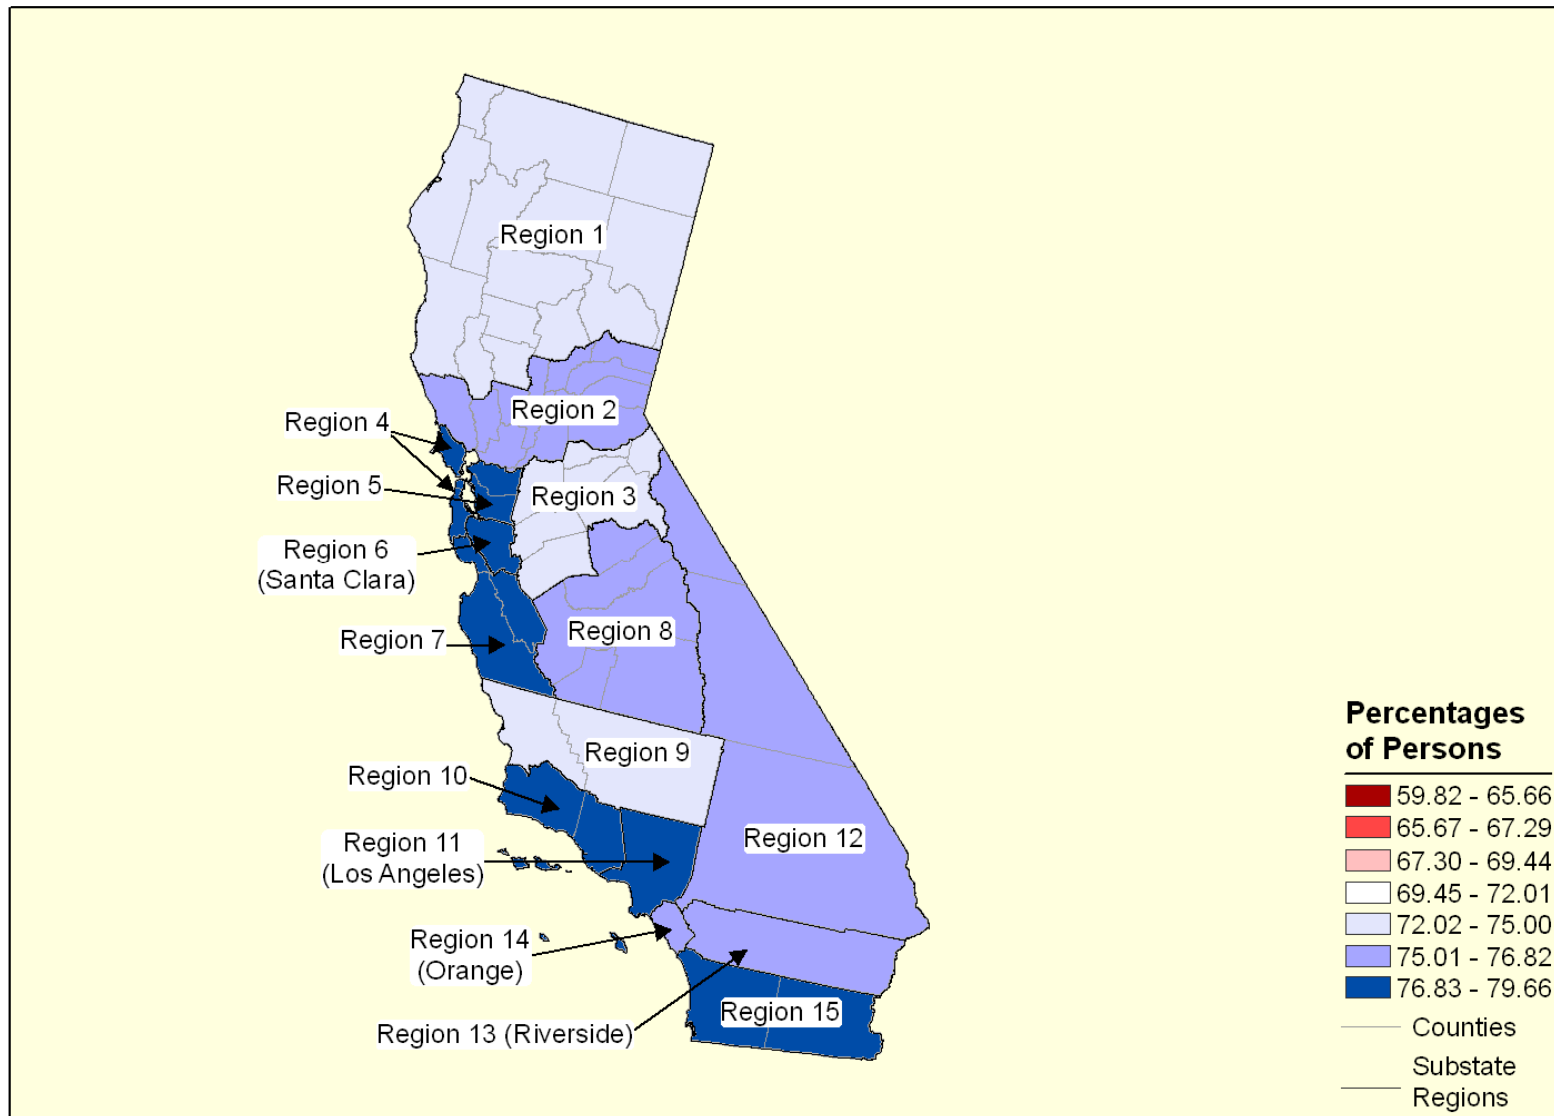 Region 1
Region 2
Region 4
Region 5
Region 3
Region 6
(Santa Clara)
Region 7
Region 8
Region 9
Region 10
Region 11
(Los Angeles)
Region 12
Region 14
(Orange)
Region 13 (Riverside)
Region 15
Percentages
of Persons
59.82 - 65.66
65.67 - 67.29
67.30 - 69.44
69.45 - 72.01
72.02 - 75.00
75.01 - 76.82
76.83 - 79.66
Counties
Substate
Regions